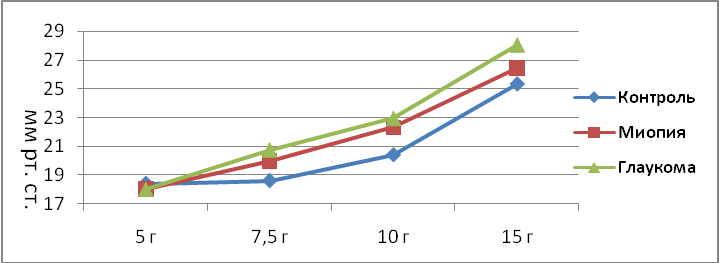 29
27
25
23
21
19
17
мм рт. ст.
5 г
7,5 г
10 г
15 г
Контроль
Миопия
Глаукома